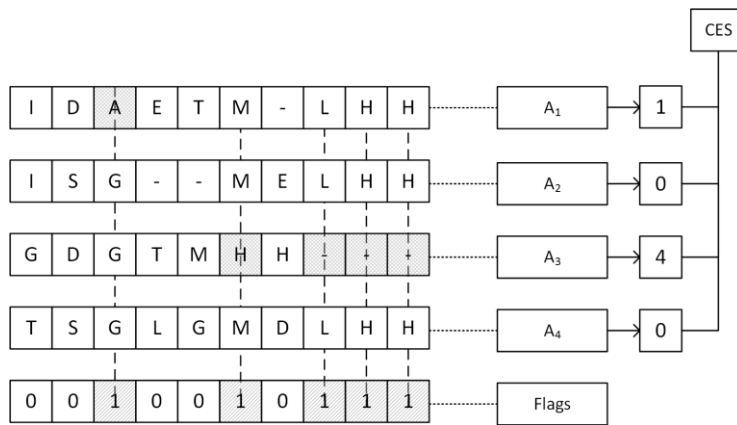 CES
I D A E T M - L H H A₁ 1
I S G - - M E L H H A₂ 0
G D G T M H H - - - A₃ 4
T S G L G M D L H H A₄ 0
0 0 1 0 0 1 0 1 1 1 Flags